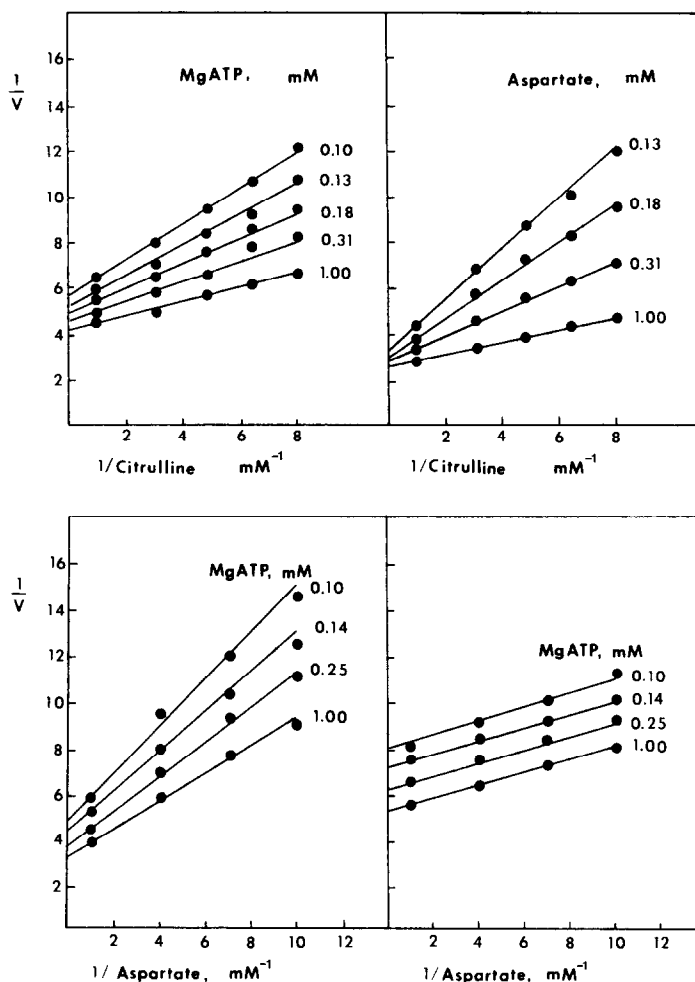 1
V
16
14
12
10
8
6
4
2
MgATP, mM
0.10
0.13
0.18
0.31
1.00
2 4 6 8
1/Citrulline mM⁻¹
Aspartate, mM
0.13
0.18
0.31
1.00
2 4 6 8
1/Citrulline mM⁻¹
1
V
16
14
12
10
8
6
4
2
MgATP, mM
0.10
0.14
0.25
1.00
2 4 6 8 10 12
1/ Aspartate, mM⁻¹
MgATP, mM
0.10
0.14
0.25
1.00
2 4 6 8 10 12
1/Aspartate, mM⁻¹